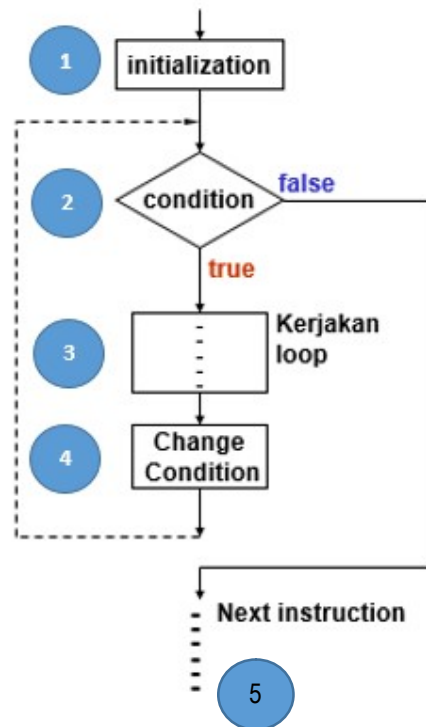 1
initialization
2
condition
false
true
3
Kerjakan
loop
4
Change
Condition
Next instruction
5